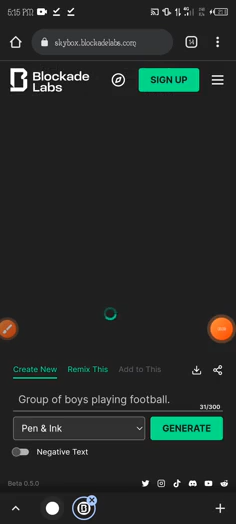 5:15 PM
skybox.blockadelabs.com
14
Blockade
Labs
SIGN UP
Create New Remix This Add to This
Group of boys playing football.
31/300
Pen & Ink
GENERATE
Negative Text
Beta 0.5.0